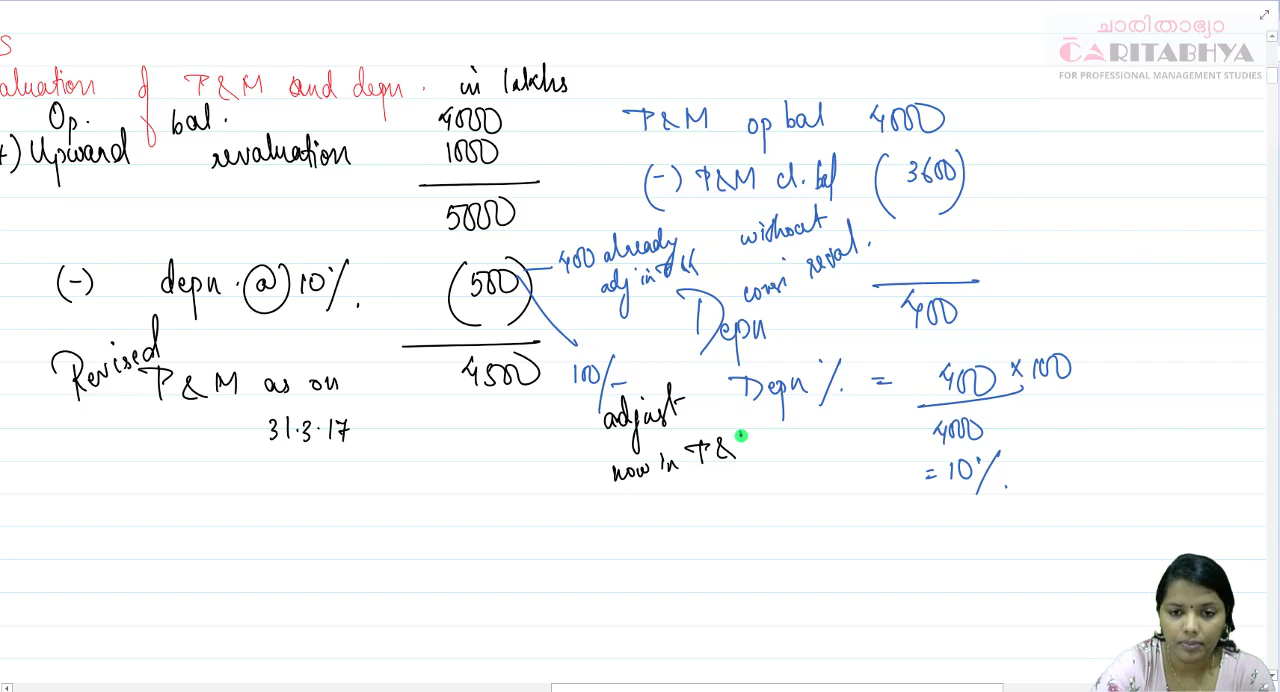 ചാരിതാഭ്യാ
CARITABHYA
FOR PROFESSIONAL MANAGEMENT STUDIES
S
aluation of P&M and depn. in lakhs
Op. bal. 4000
+) Upward revaluation 1000
5000
(-) depn. @ 10%. (500)
Revised P & M as on 4500
31.3.17
400 already
adj in
100/-
adjust
now in P&
P&M op bal 4000
(-) P&M cl. bal (3600)
without
consi reval.
Depn 400
Depn % = 400 × 100
4000
= 10%.